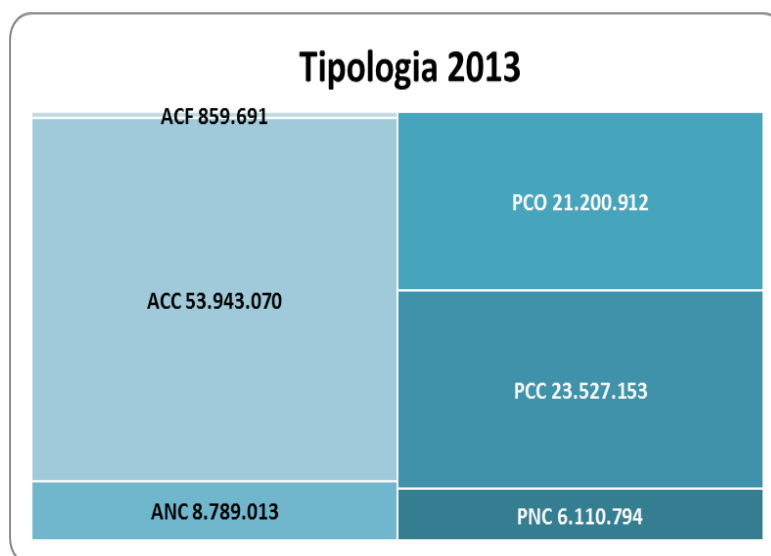 Tipologia 2013
ACF 859.691
ACC 53.943.070
ANC 8.789.013
PCO 21.200.912
PCC 23.527.153
PNC 6.110.794